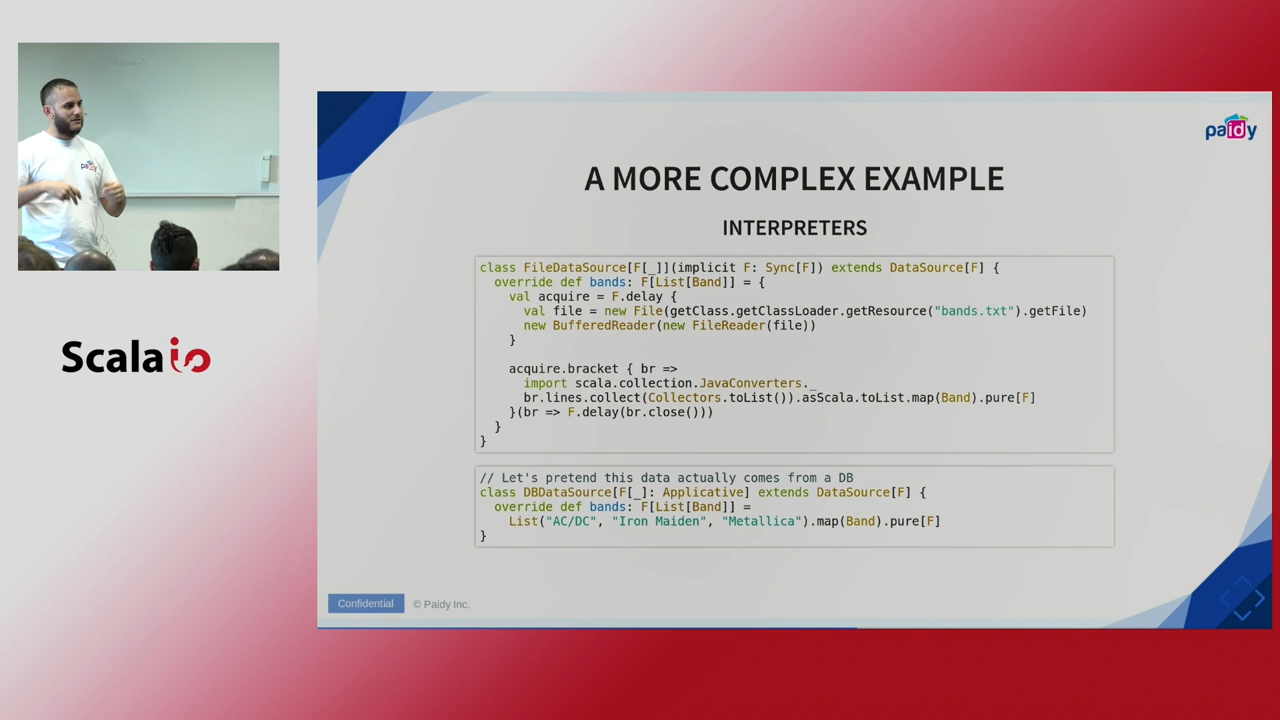 paidy
Scala io
paidy
A MORE COMPLEX EXAMPLE
INTERPRETERS
class FileDataSource[F[_]](implicit F: Sync[F]) extends DataSource[F] {
  override def bands: F[List[Band]] = {
    val acquire = F.delay {
      val file = new File(getClass.getClassLoader.getResource("bands.txt").getFile)
      new BufferedReader(new FileReader(file))
    }
    acquire.bracket { br =>
      import scala.collection.JavaConverters._
      br.lines.collect(Collectors.toList()).asScala.toList.map(Band).pure[F]
    }(br => F.delay(br.close()))
  }
}
// Let's pretend this data actually comes from a DB
class DBDataSource[F[_]: Applicative] extends DataSource[F] {
  override def bands: F[List[Band]] =
    List("AC/DC", "Iron Maiden", "Metallica").map(Band).pure[F]
}
Confidential © Paidy Inc.